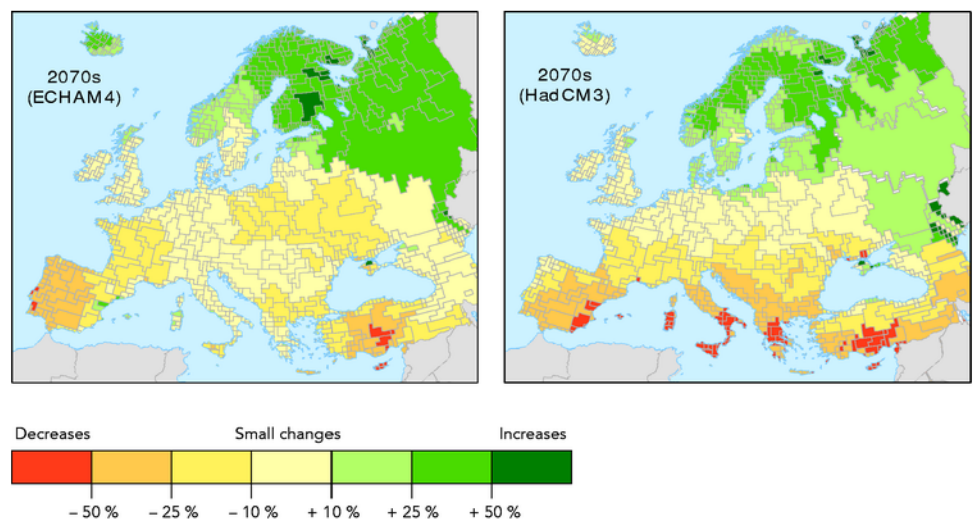 2070s
(ECHAM4)
2070s
(HadCM3)
Decreases Small changes Increases
– 50 % – 25 % – 10 % + 10 % + 25 % + 50 %